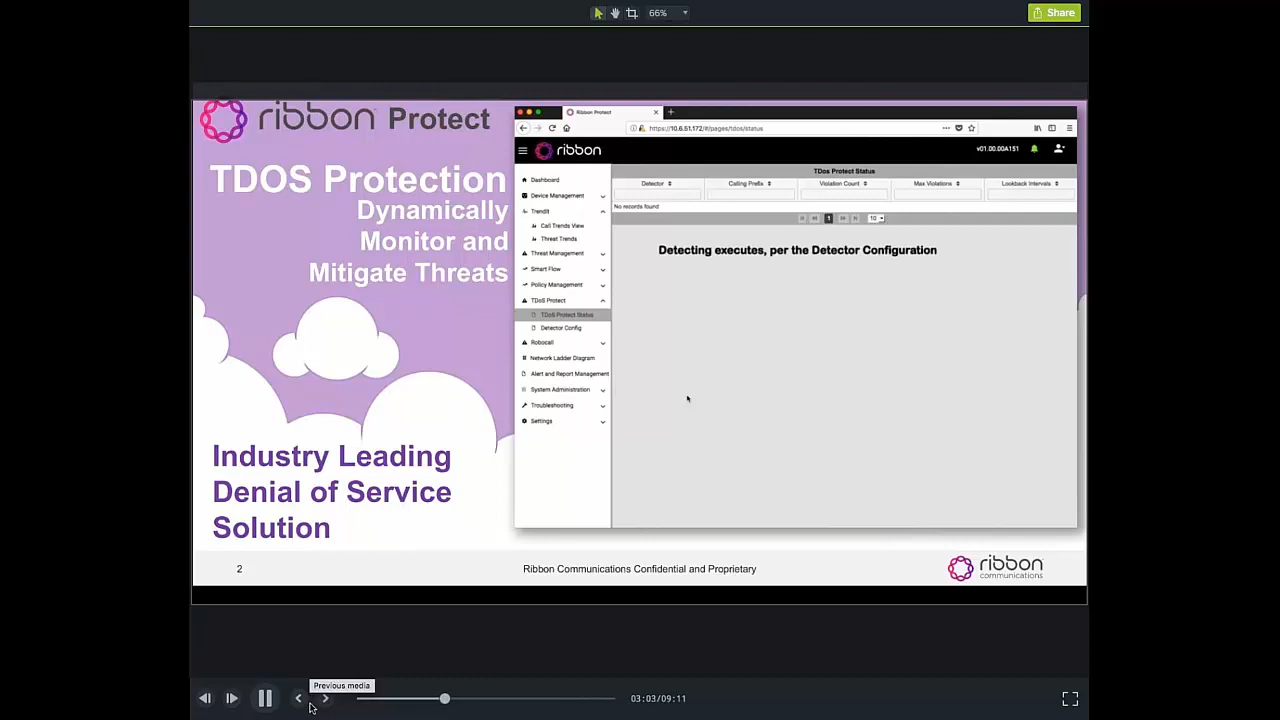 66%
Share
ribbon Protect
TDOS Protection
Dynamically
Monitor and
Mitigate Threats
Industry Leading
Denial of Service
Solution
Ribbon Protect
https://10.6.51.172/#/pages/tdos/status
ribbon
v01.00.00A151
Dashboard
Device Management
TrendIt
Call Trends View
Threat Trends
Threat Management
Smart Flow
Policy Management
TDoS Protect
TDoS Protect Status
Detector Config
Robocall
Network Ladder Diagram
Alert and Report Management
System Administration
Troubleshooting
Settings
TDos Protect Status
Detector Calling Prefix Violation Count Max Violations Lookback Intervals
No records found
1 10
Detecting executes, per the Detector Configuration
2 Ribbon Communications Confidential and Proprietary
ribbon
communications
Previous media
03:03/09:11